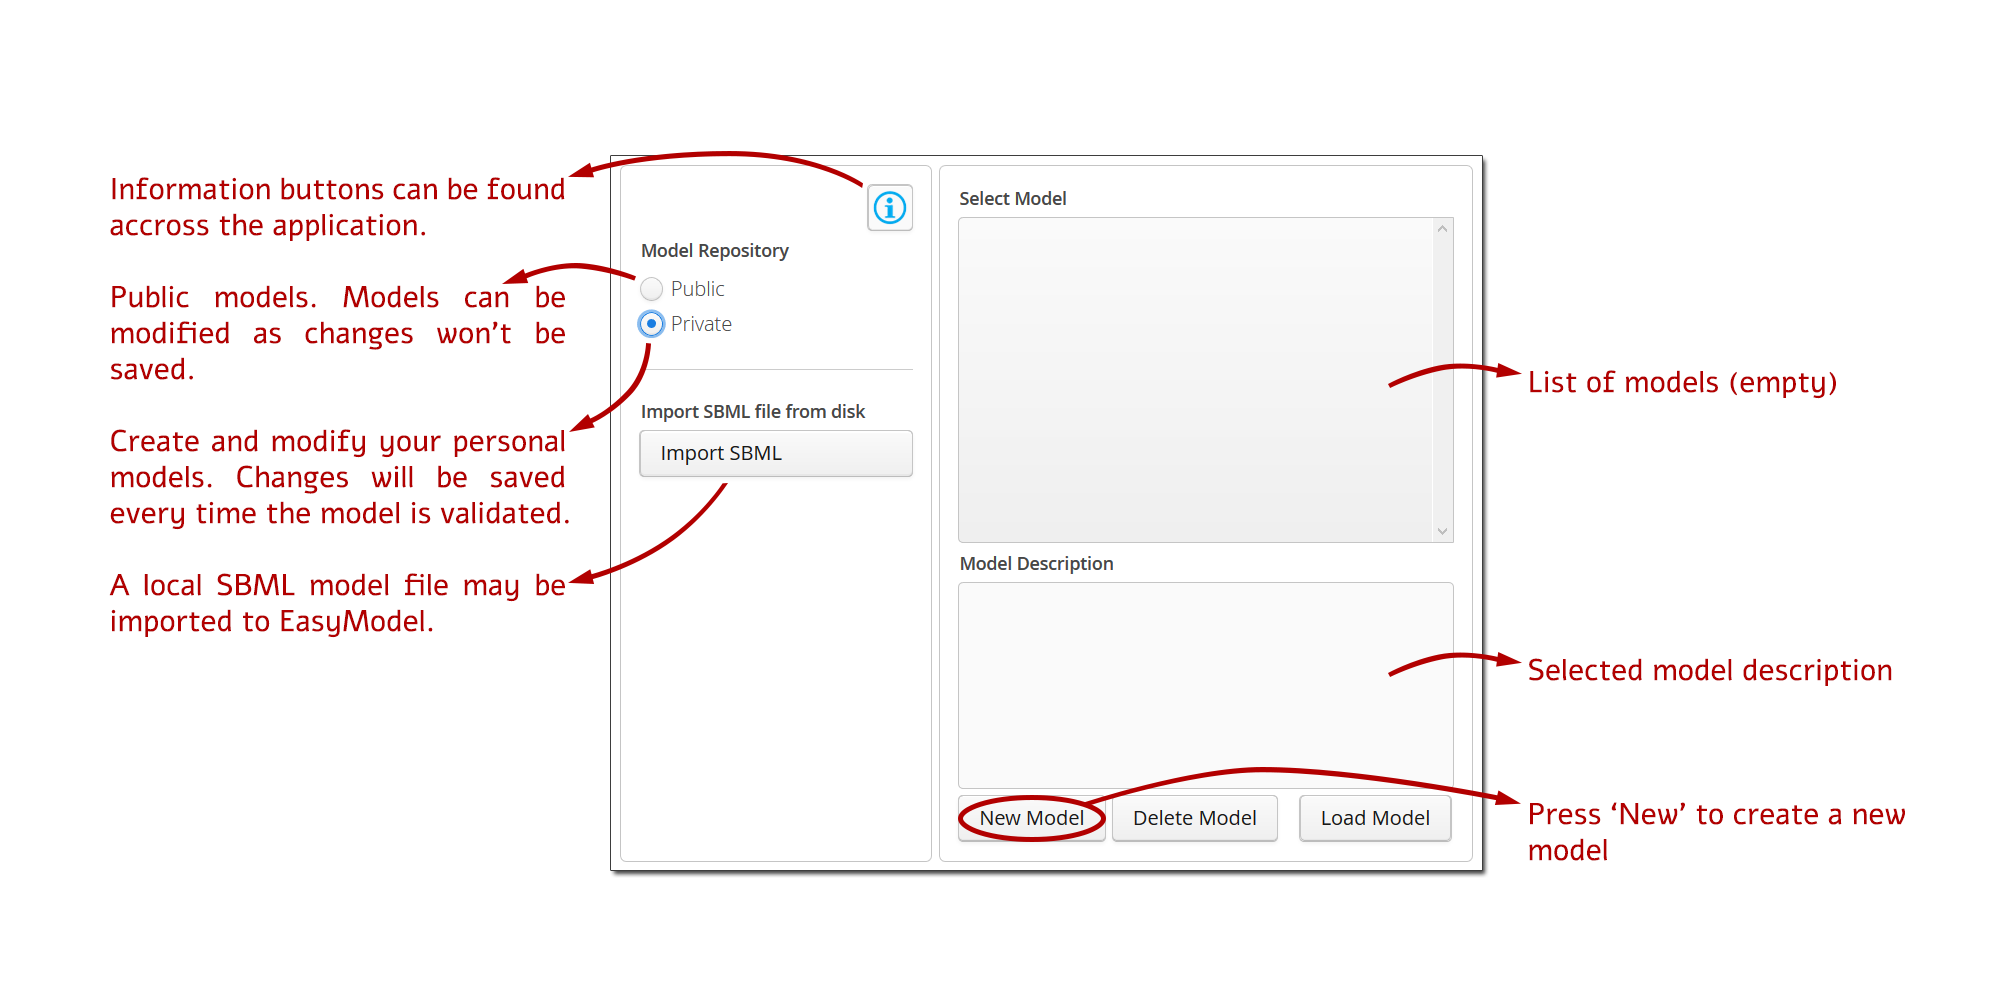 Information buttons can be found
accross the application.
Public models. Models can be
modified as changes won't be
saved.
Create and modify your personal
models. Changes will be saved
every time the model is validated.
A local SBML model file may be
imported to EasyModel.
Model Repository
Public
Private
Import SBML file from disk
Import SBML
Select Model
Model Description
New Model
Delete Model
Load Model
List of models (empty)
Selected model description
Press ‘New’ to create a new
model